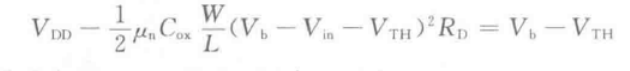 V_DD − 1/2 μ_n C_ox W/L (V_b − V_in − V_TH)² R_D = V_b − V_TH